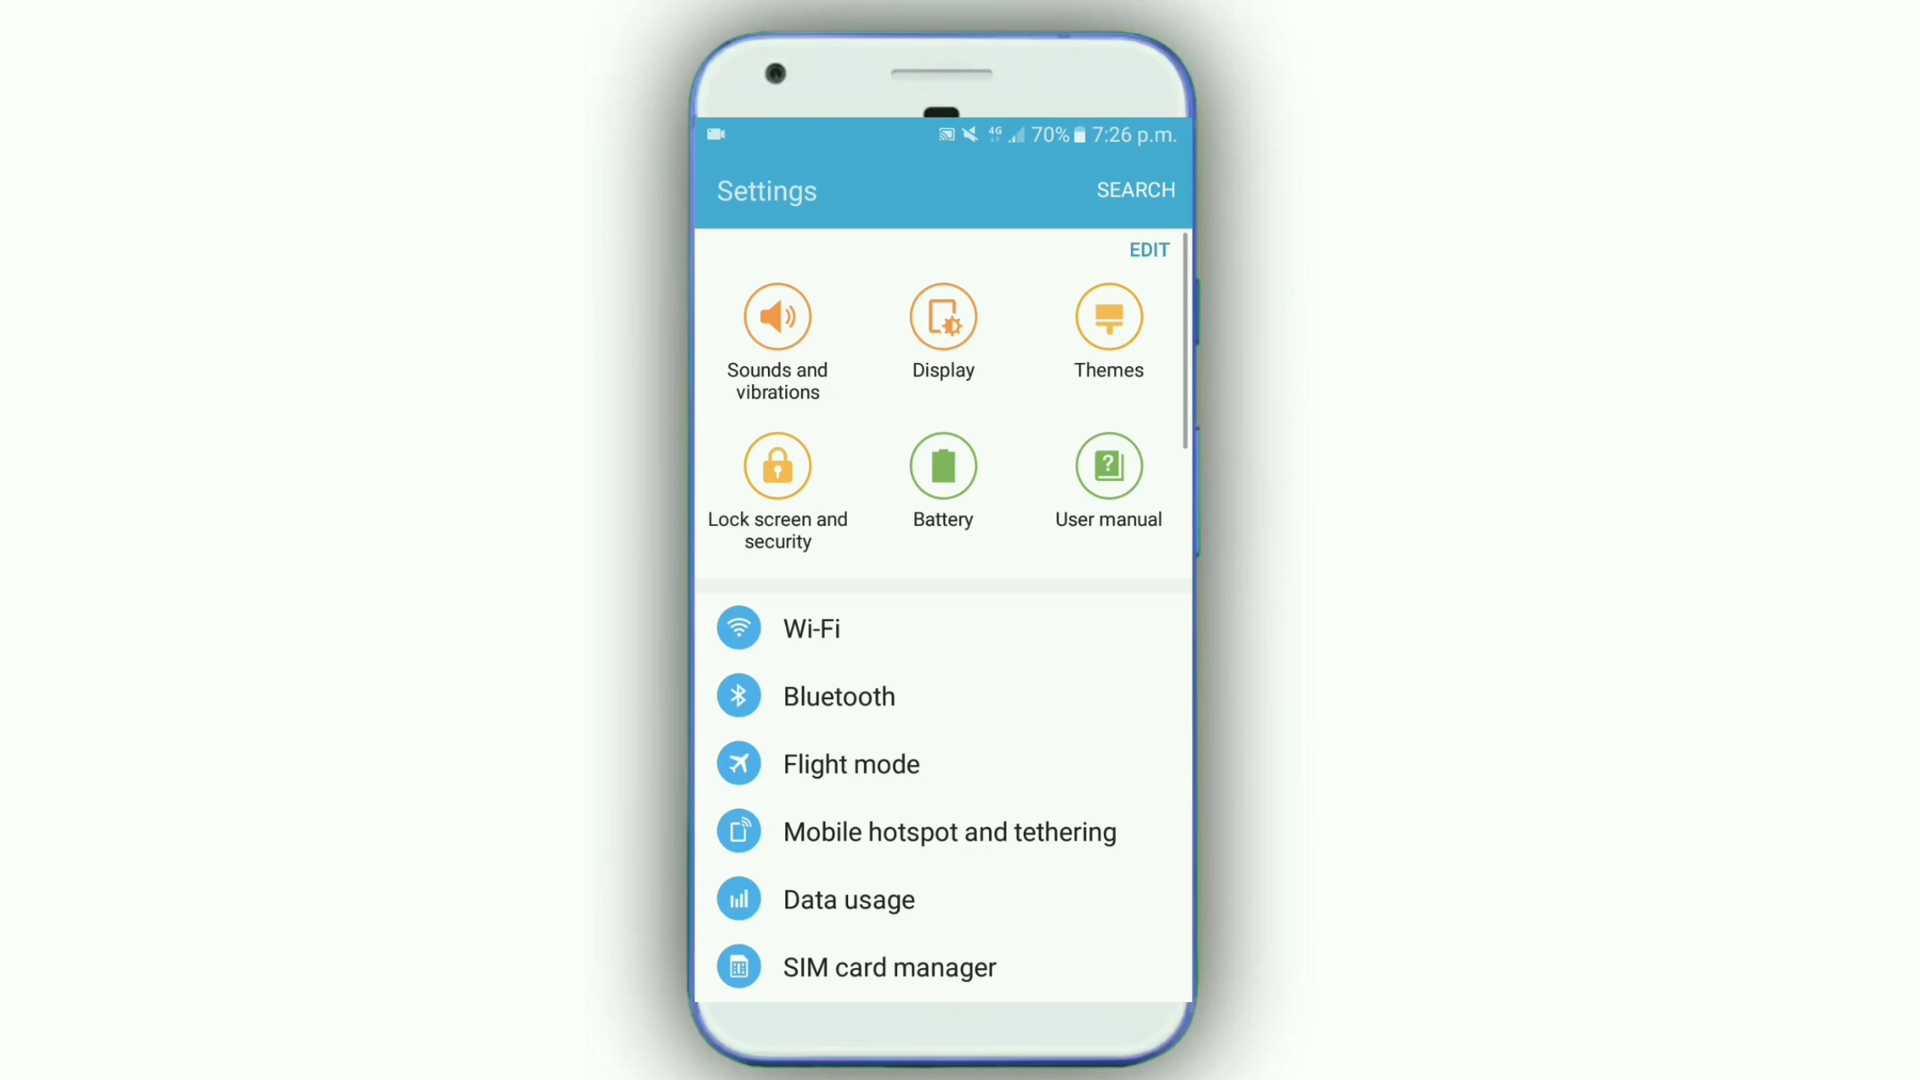 4G 70% 7:26 p.m.
Settings
SEARCH
EDIT
Sounds and
vibrations
Display
Themes
Lock screen and
security
Battery
User manual
Wi-Fi
Bluetooth
Flight mode
Mobile hotspot and tethering
Data usage
SIM card manager